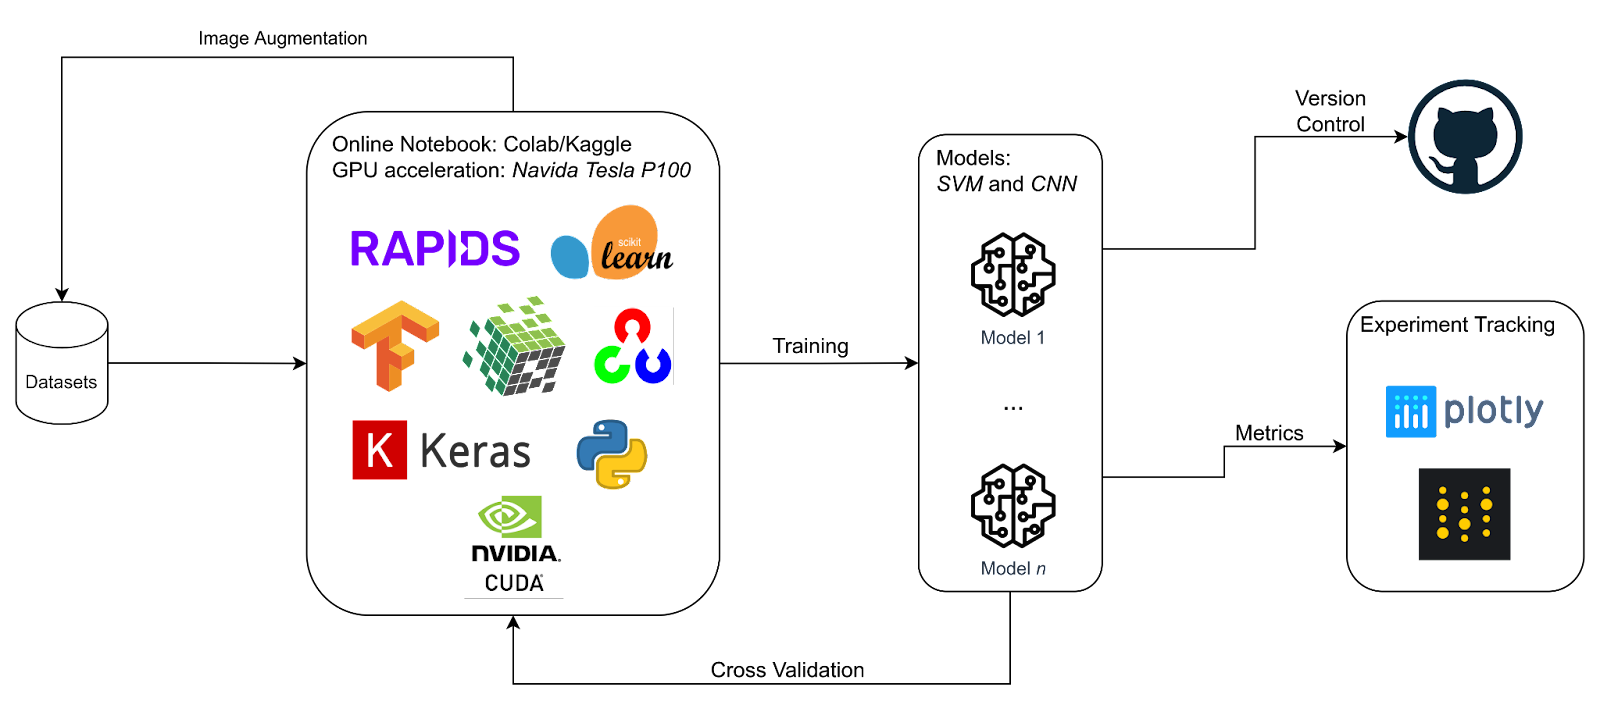 Image Augmentation
Online Notebook: Colab/Kaggle
GPU acceleration: Navida Tesla P100
RAPIDS
scikit
learn
K Keras
NVIDIA.
CUDA
Datasets
Training
Models:
SVM and CNN
Model 1
...
Model n
Cross Validation
Version
Control
Metrics
Experiment Tracking
plotly